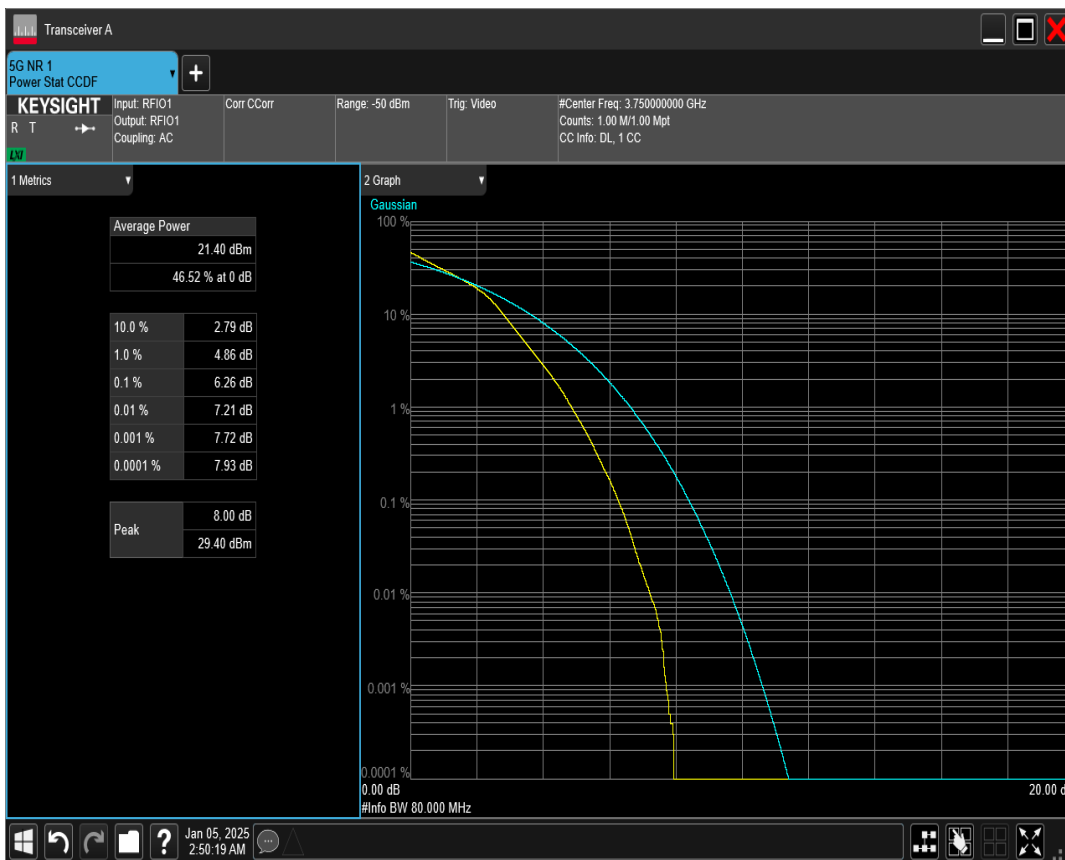 Transceiver A
5G NR 1
Power Stat CCDF
+
KEYSIGHT
R T
LXI
Input: RFIO1
Output: RFIO1
Coupling: AC
Corr CCorr
Range: -50 dBm
Trig: Video
#Center Freq: 3.750000000 GHz
Counts: 1.00 M/1.00 Mpt
CC Info: DL, 1 CC
1 Metrics
Average Power
21.40 dBm
46.52 % at 0 dB
10.0 % 2.79 dB
1.0 % 4.86 dB
0.1 % 6.26 dB
0.01 % 7.21 dB
0.001 % 7.72 dB
0.0001 % 7.93 dB
Peak
8.00 dB
29.40 dBm
2 Graph
Gaussian
100 %
10 %
1 %
0.1 %
0.01 %
0.001 %
0.0001 %
0.00 dB 20.00 d
#Info BW 80.000 MHz
? Jan 05, 2025
2:50:19 AM